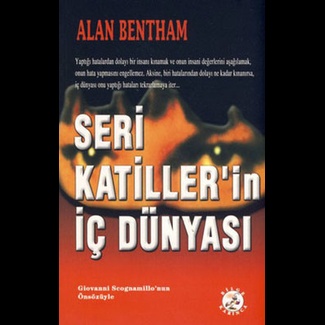 ALAN BENTHAM
Yaptığı hatalardan dolayı bir insanı kınamak ve onun insani değerlerini aşağılamak,
onun hata yapmasını engellemez. Aksine, biri hatalarından dolayı ne kadar kınanırsa,
iç dünyası onu yaptığı hataları tekrarlamaya iter...
SERİ
KATİLLER'in
İÇ DÜNYASI
Giovanni Scognamillo'nun
Önsözüyle